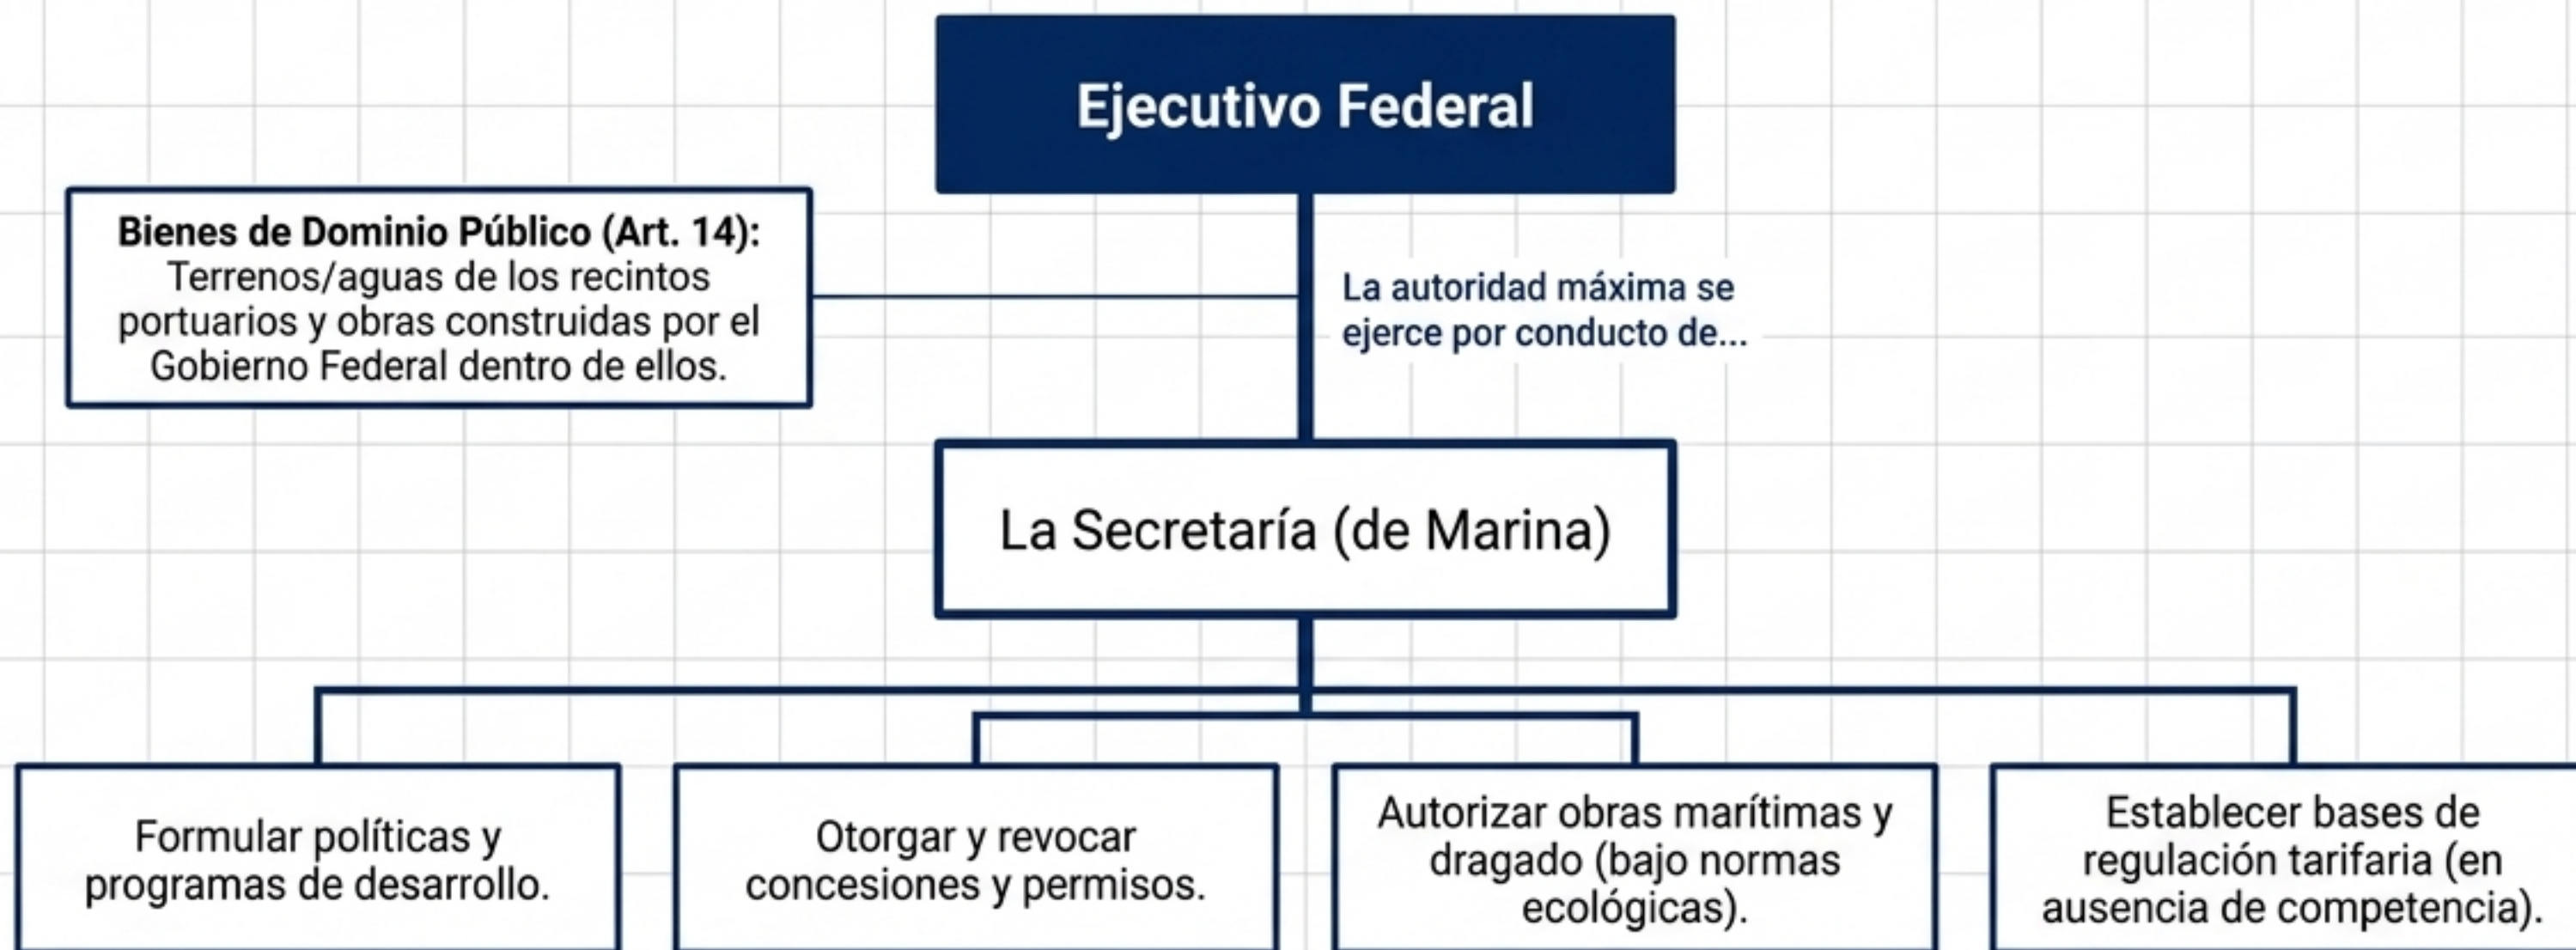 Ejecutivo Federal
Bienes de Dominio Público (Art. 14):
Terrenos/aguas de los recintos
portuarios y obras construidas por el
Gobierno Federal dentro de ellos.
La autoridad máxima se
ejerce por conducto de...
La Secretaría (de Marina)
Formular políticas y
programas de desarrollo.
Otorgar y revocar
concesiones y permisos.
Autorizar obras marítimas y
dragado (bajo normas
ecológicas).
Establecer bases de
regulación tarifaria (en
ausencia de competencia).